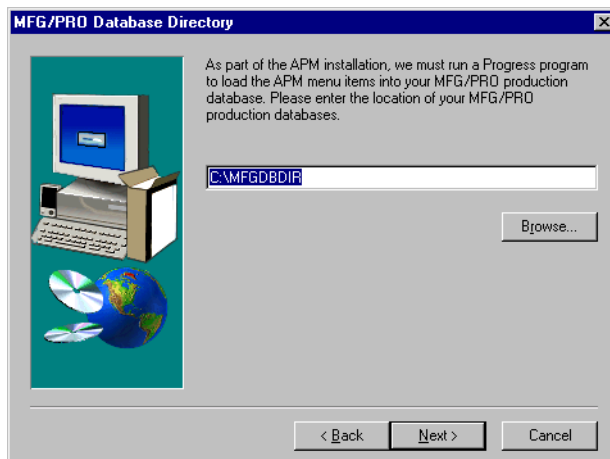 MFG/PRO Database Directory
As part of the APM installation, we must run a Progress program
to load the APM menu items into your MFG/PRO production
database. Please enter the location of your MFG/PRO
production databases.
C:\MFGDBDIR
Browse...
< Back
Next >
Cancel